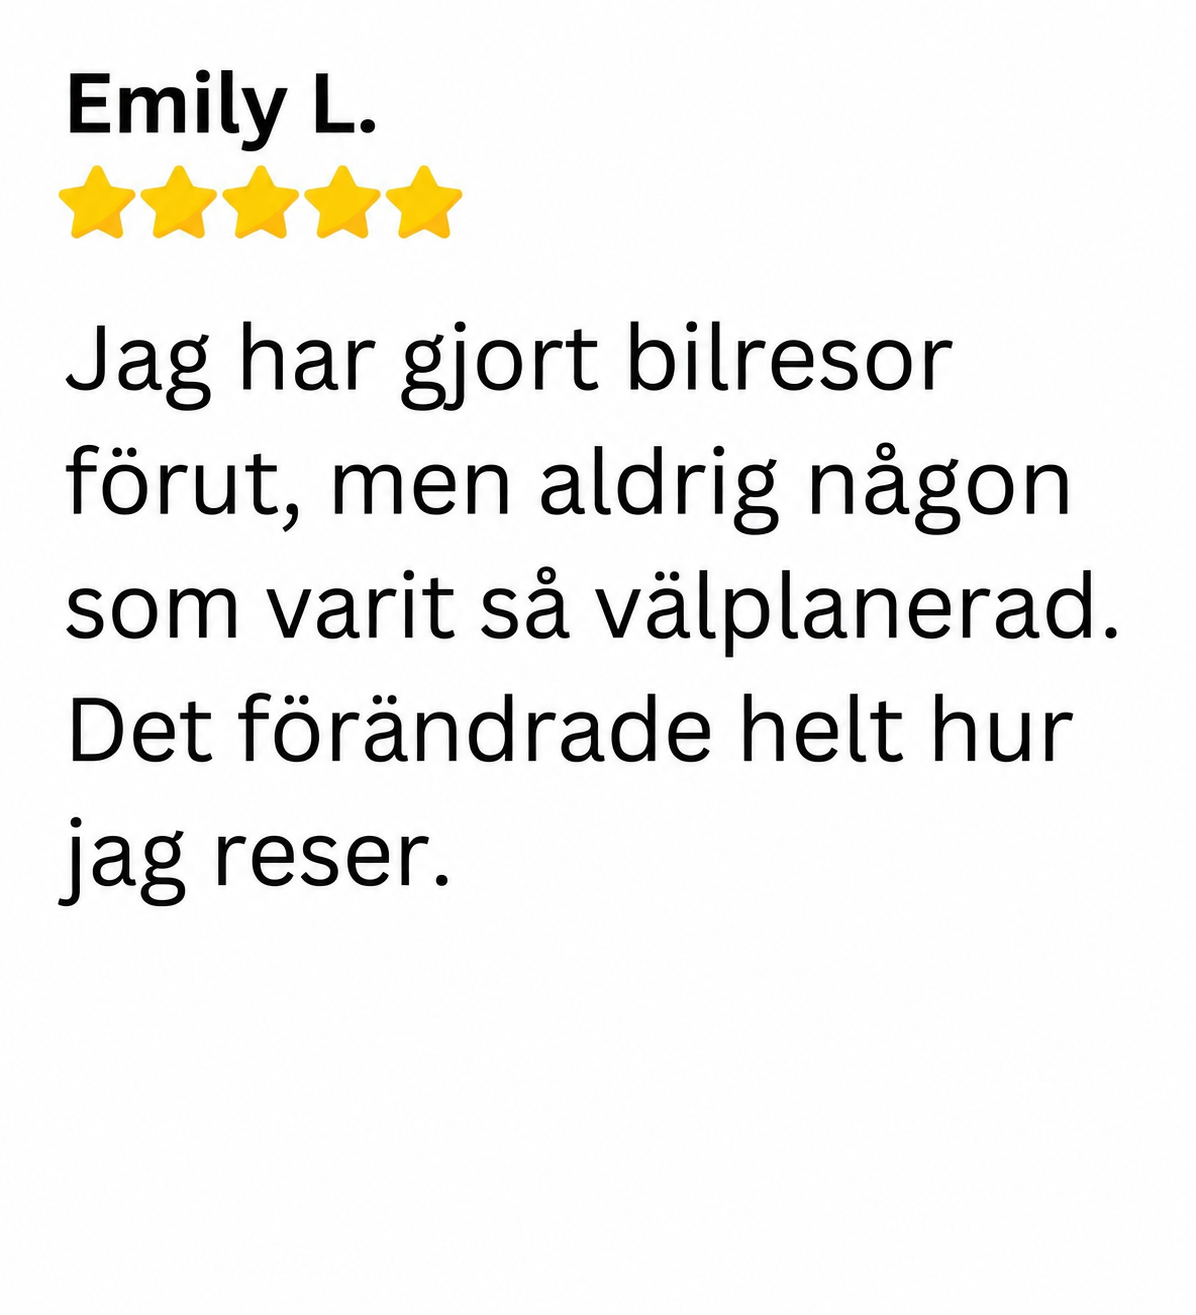 Emily L.
⭐⭐⭐⭐⭐
Jag har gjort bilresor
förut, men aldrig någon
som varit så välplanerad.
Det förändrade helt hur
jag reser.